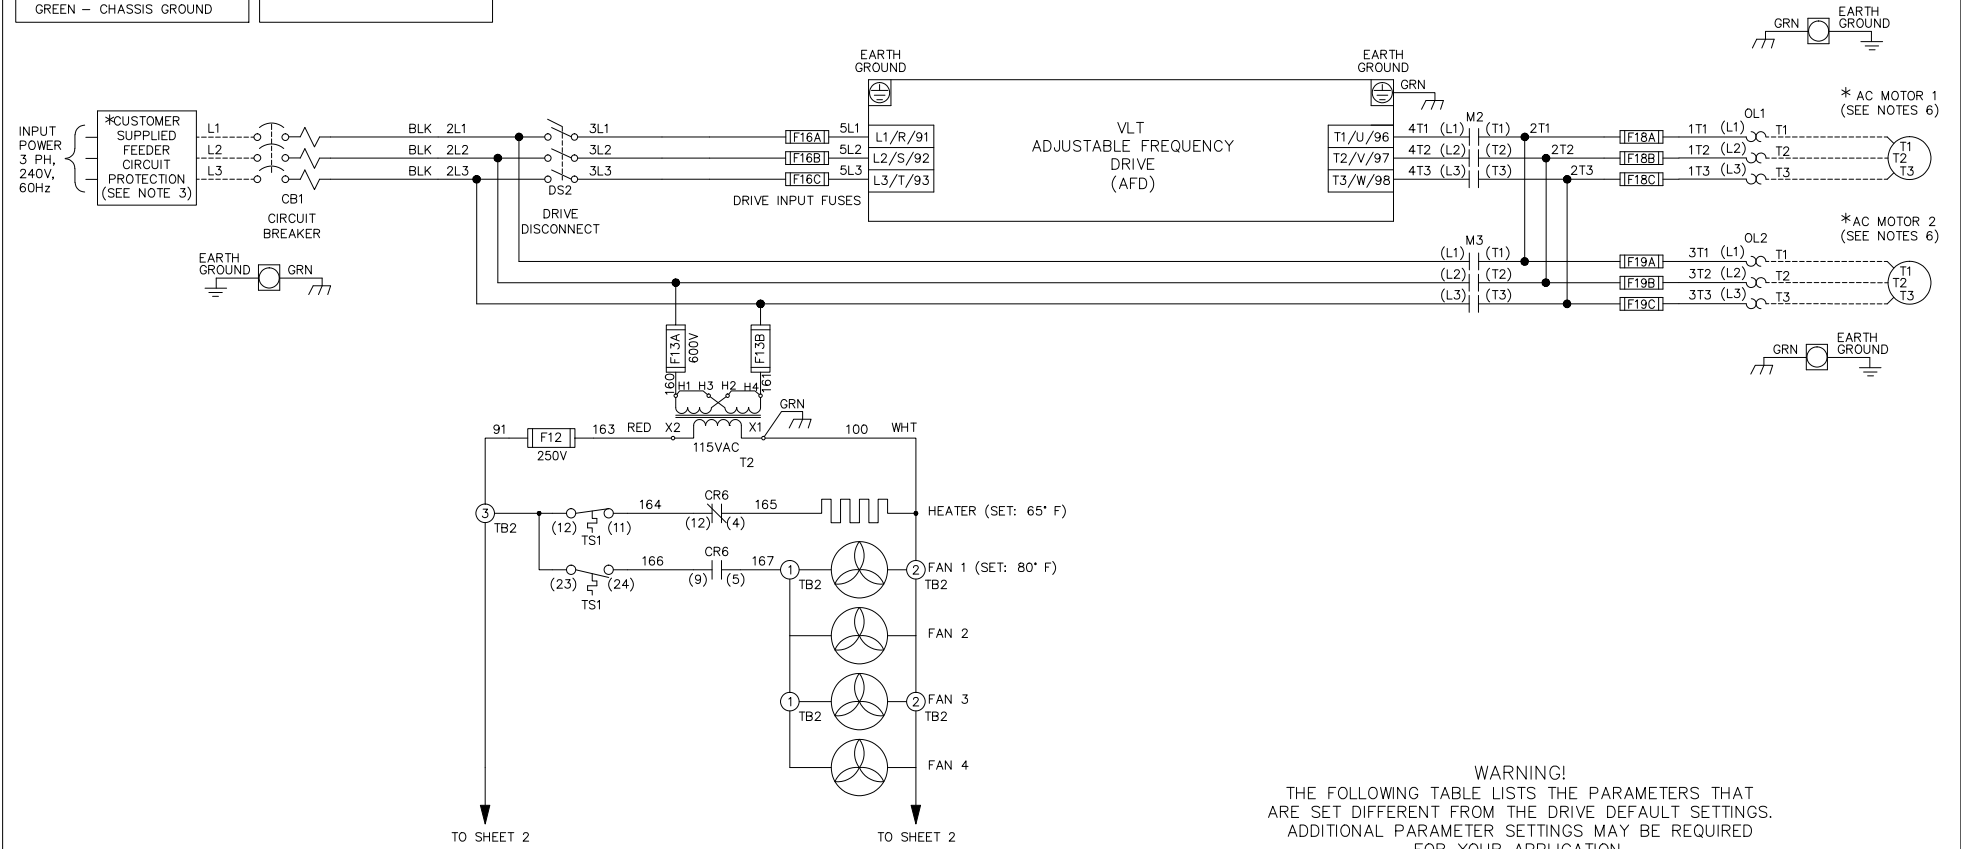 GREEN – CHASSIS GROUND
EARTH
GRN
GROUND
INPUT
POWER
3 PH,
240V,
60Hz
*CUSTOMER
SUPPLIED
FEEDER
CIRCUIT
PROTECTION
(SEE NOTE 3)
L1
L2
L3
CB1
CIRCUIT
BREAKER
BLK 2L1
BLK 2L2
BLK 2L3
DS2
DRIVE
DISCONNECT
3L1
3L2
3L3
F16A
F16B
F16C
DRIVE INPUT FUSES
5L1
5L2
5L3
EARTH
GROUND
L1/R/91
L2/S/92
L3/T/93
VLT
ADJUSTABLE FREQUENCY
DRIVE
(AFD)
EARTH
GROUND
GRN
T1/U/96
T2/V/97
T3/W/98
M2
4T1 (L1) (T1) 2T1
4T2 (L2) (T2) 2T2
4T3 (L3) (T3) 2T3
F18A
F18B
F18C
OL1
1T1 (L1) T1
1T2 (L2) T2
1T3 (L3) T3
* AC MOTOR 1
(SEE NOTES 6)
T1
T2
T3
EARTH
GROUND GRN
M3
(L1) (T1)
(L2) (T2)
(L3) (T3)
F19A
F19B
F19C
OL2
3T1 (L1) T1
3T2 (L2) T2
3T3 (L3) T3
*AC MOTOR 2
(SEE NOTES 6)
T1
T2
T3
EARTH
GRN GROUND
F13A
600V
F13B
160
161
H1 H3 H2 H4
GRN
91
F12
250V
163 RED X2
X1
115VAC
T2
100 WHT
3
TB2
(12) (11)
TS1
164
CR6
(12) (4)
165
HEATER (SET: 65° F)
(23) (24)
TS1
166
CR6
(9) (5)
167
1
TB2
2
TB2
FAN 1 (SET: 80° F)
FAN 2
1
TB2
2
TB2
FAN 3
FAN 4
TO SHEET 2
TO SHEET 2
WARNING!
THE FOLLOWING TABLE LISTS THE PARAMETERS THAT
ARE SET DIFFERENT FROM THE DRIVE DEFAULT SETTINGS.
ADDITIONAL PARAMETER SETTINGS MAY BE REQUIRED
FOR YOUR APPLICATION